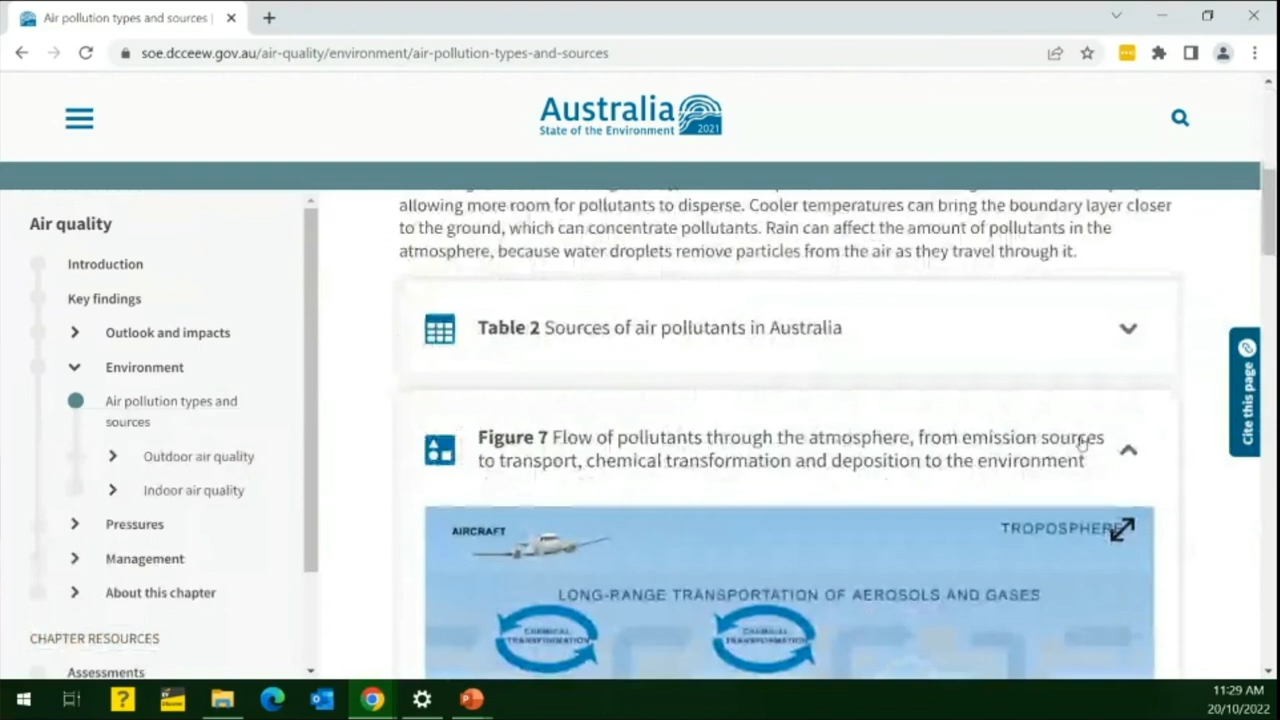 Air pollution types and sources |
soe.dcceew.gov.au/air-quality/environment/air-pollution-types-and-sources
Australia
State of the Environment
2021
Air quality
Introduction
Key findings
Outlook and impacts
Environment
Air pollution types and
sources
Outdoor air quality
Indoor air quality
Pressures
Management
About this chapter
CHAPTER RESOURCES
Assessments
allowing more room for pollutants to disperse. Cooler temperatures can bring the boundary layer closer
to the ground, which can concentrate pollutants. Rain can affect the amount of pollutants in the
atmosphere, because water droplets remove particles from the air as they travel through it.
Table 2 Sources of air pollutants in Australia
Figure 7 Flow of pollutants through the atmosphere, from emission sources
to transport, chemical transformation and deposition to the environment
AIRCRAFT
TROPOSPHERE
LONG-RANGE TRANSPORTATION OF AEROSOLS AND GASES
CHEMICAL
TRANSFORMATION
CHEMICAL
TRANSFORMATION
Cite this page
11:29 AM
20/10/2022